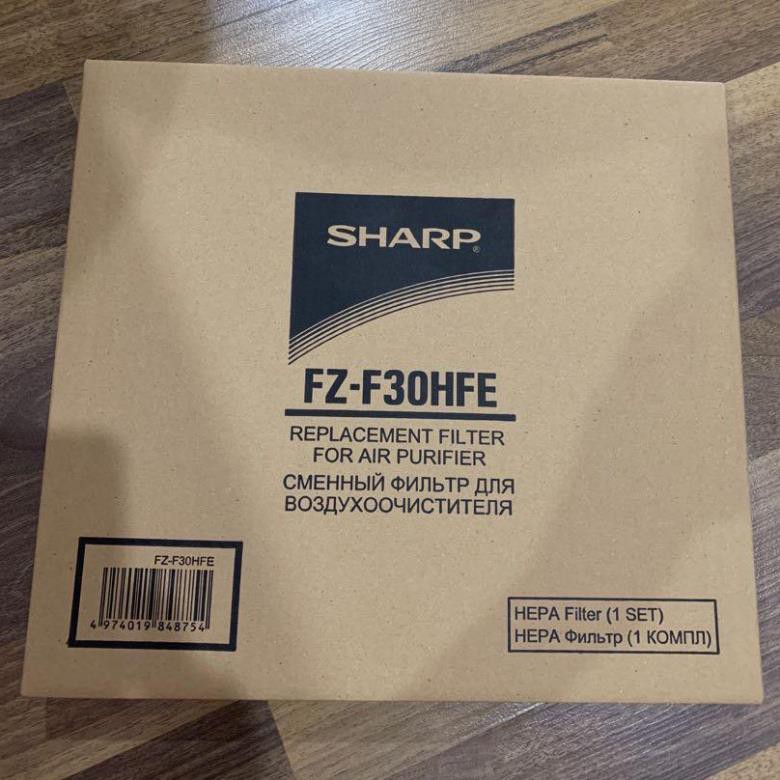 SHARP®
FZ-F30HFE
REPLACEMENT FILTER
FOR AIR PURIFIER
СМЕННЫЙ ФИЛЬТР ДЛЯ
ВОЗДУХООЧИСТИТЕЛЯ
FZ-F30HFE
4 974019 848754
HEPA Filter (1 SET)
HEPA Фильтр (1 КОМПЛ)